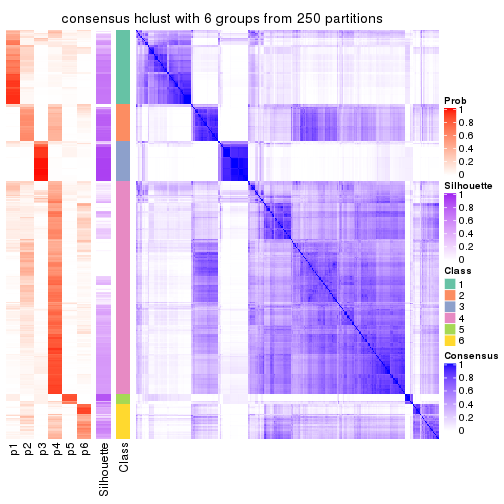 consensus hclust with 6 groups from 250 partitions
Prob
1
0.8
0.6
0.4
0.2
0
Silhouette
1
0.8
0.6
0.4
0.2
0
Class
1
2
3
4
5
6
Consensus
1
0.8
0.6
0.4
0.2
0
p1
p2
p3
p4
p5
p6
Silhouette
Class